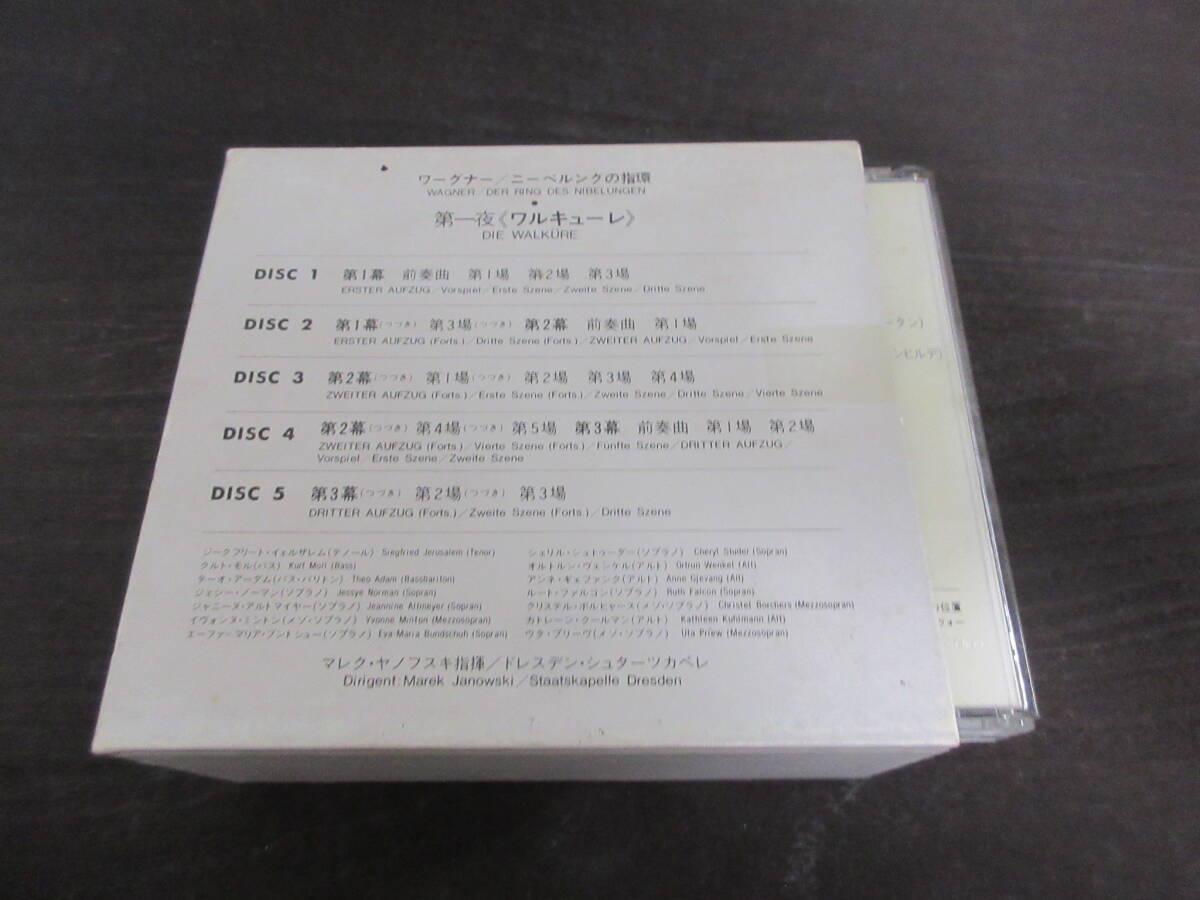 ワーグナー/ニーベルングの指環
WAGNER/DER RING DES NIBELUNGEN
第一夜《ワルキューレ》
DIE WALKÜRE
DISC 1 第1幕 前奏曲 第1場 第2場 第3場
ERSTER AUFZUG/Vorspiel/Erste Szene/Zweite Szene/Dritte Szene
DISC 2 第1幕(つづき) 第3場(つづき) 第2幕 前奏曲 第1場
ERSTER AUFZUG (Forts.)/Dritte Szene (Forts.)/ZWEITER AUFZUG/Vorspiel/Erste Szene
DISC 3 第2幕(つづき) 第1場(つづき) 第2場 第3場 第4場
ZWEITER AUFZUG (Forts.)/Erste Szene (Forts.)/Zweite Szene/Dritte Szene/Vierte Szene
DISC 4 第2幕(つづき) 第4場(つづき) 第5場 第3幕 前奏曲 第1場 第2場
ZWEITER AUFZUG (Forts.)/Vierte Szene (Forts.)/Fünfte Szene/DRITTER AUFZUG/
Vorspiel/Erste Szene/Zweite Szene
DISC 5 第3幕(つづき) 第2場(つづき) 第3場
DRITTER AUFZUG (Forts.)/Zweite Szene (Forts.)/Dritte Szene
ジークフリート・イェルザレム(テノール) Siegfried Jerusalem (Tenor)
クルト・モル(バス) Kurt Moll (Bass)
テーオ・アーダム(バス・バリトン) Theo Adam (Bassbariton)
ジェシー・ノーマン(ソプラノ) Jessye Norman (Sopran)
ジャニーヌ・アルトマイヤー(ソプラノ) Jeannine Altmeyer (Sopran)
イヴォンヌ・ミントン(メゾ・ソプラノ) Yvonne Minton (Mezzosopran)
エーファ=マリア・ブントシュー(ソプラノ) Eva-Maria Bundschuh (Sopran)
シェリル・シュトゥーダー(ソプラノ) Cheryl Studer (Sopran)
オルトルン・ヴェンケル(アルト) Ortrun Wenkel (Alt)
アンネ・ギェファンク(アルト) Anne Gjevang (Alt)
ルート・ファルコン(ソプラノ) Ruth Falcon (Sopran)
クリステル・ボルヒャース(メゾ・ソプラノ) Christel Borchers (Mezzosopran)
カトレーン・クールマン(アルト) Kathleen Kuhlmann (Alt)
ウタ・プリーヴ(メゾ・ソプラノ) Uta Priew (Mezzosopran)
マレク・ヤノフスキ指揮/ドレスデン・シュターツカペレ
Dirigent: Marek Janowski/Staatskapelle Dresden
ータン)
ンヒルデ)